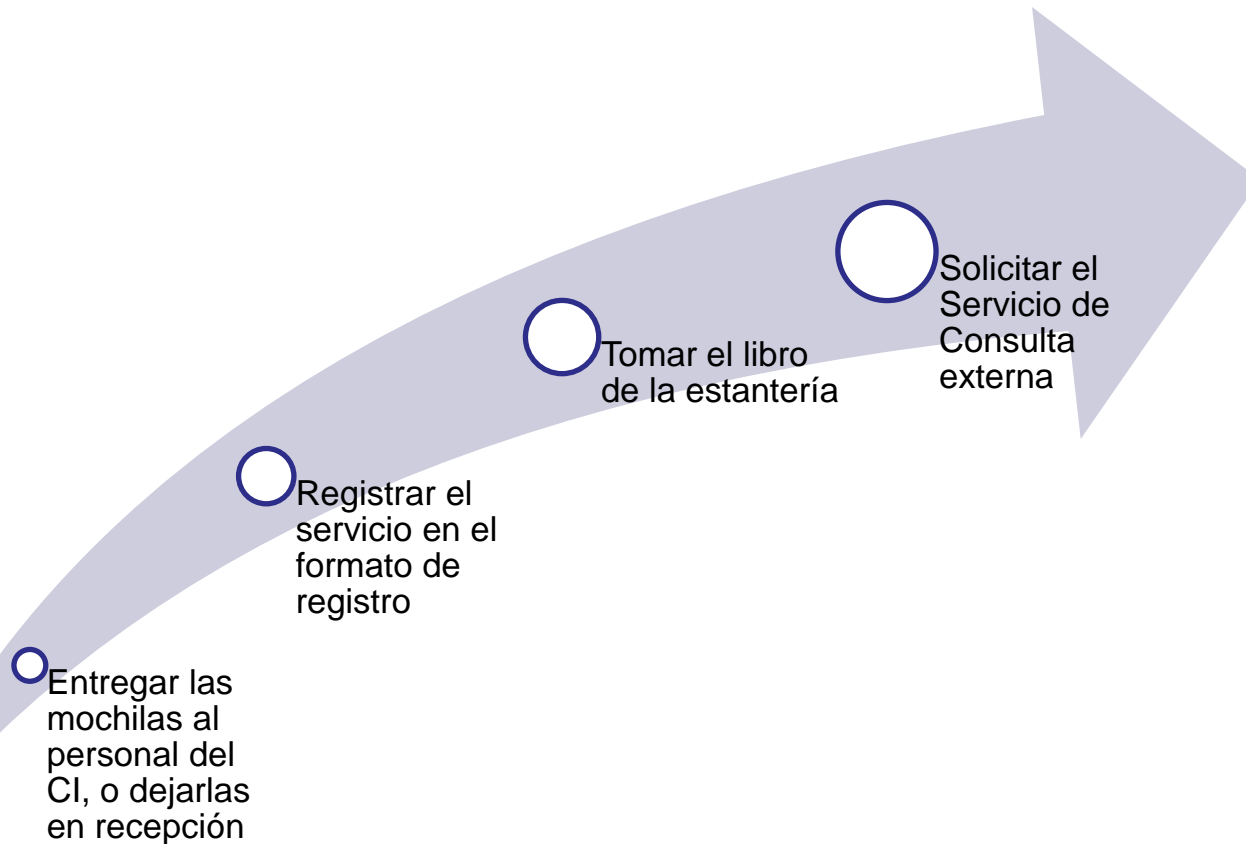 Entregar las
mochilas al
personal del
CI, o dejarlas
en recepción
Registrar el
servicio en el
formato de
registro
Tomar el libro
de la estantería
Solicitar el
Servicio de
Consulta
externa